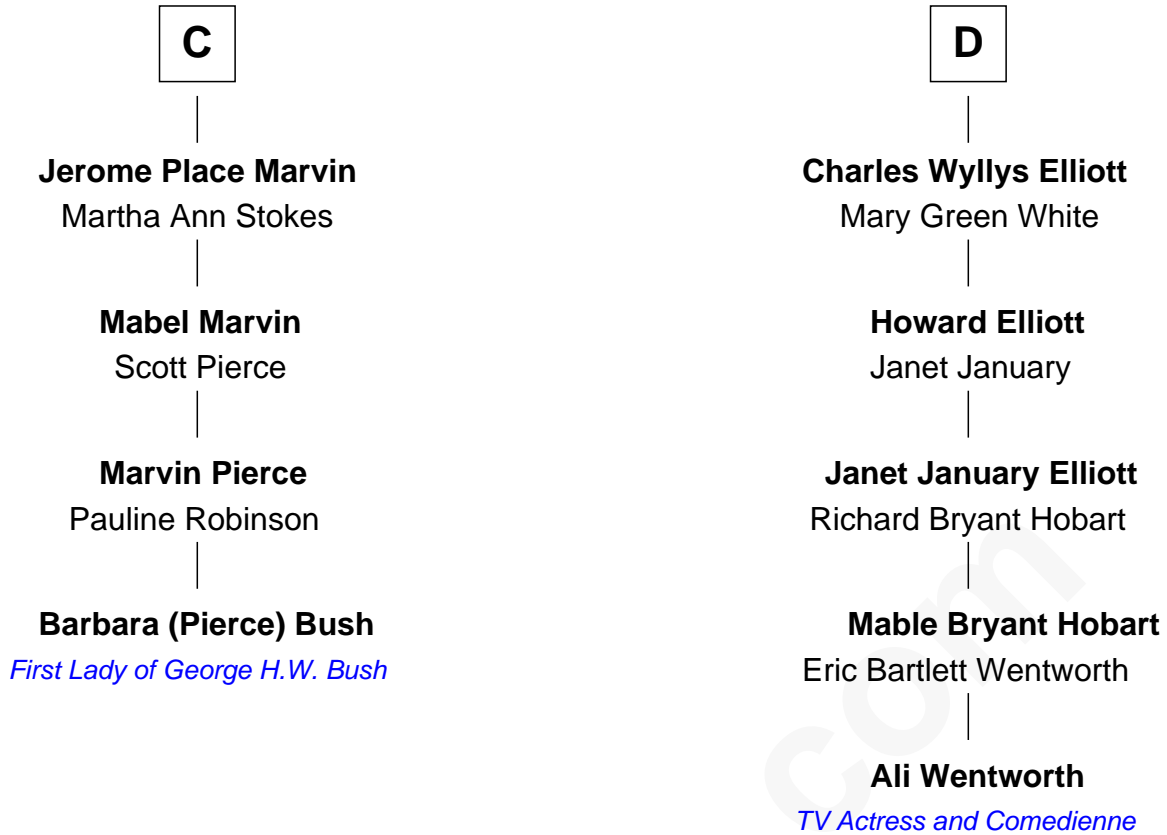 C
Jerome Place Marvin
Martha Ann Stokes
Mabel Marvin
Scott Pierce
Marvin Pierce
Pauline Robinson
Barbara (Pierce) Bush
First Lady of George H.W. Bush
D
Charles Wyllys Elliott
Mary Green White
Howard Elliott
Janet January
Janet January Elliott
Richard Bryant Hobart
Mable Bryant Hobart
Eric Bartlett Wentworth
Ali Wentworth
TV Actress and Comedienne
com